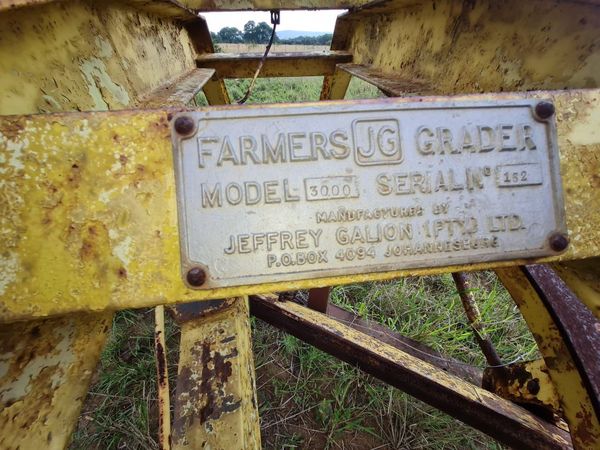 FARMERS JG GRADER
MODEL 3000 SERIAL Nº 152
MANUFACTURED BY
JEFFREY GALION (PTY) LTD.
P.O.BOX 4094 JOHANNESBURG